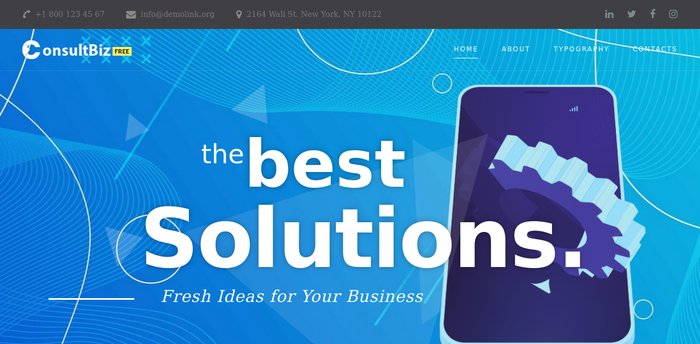 +1 800 123 45 67 info@demolink.org 2164 Wall St. New York, NY 10122
ConsultBiz FREE
HOME ABOUT TYPOGRAPHY CONTACTS
the best
Solutions.
Fresh Ideas for Your Business